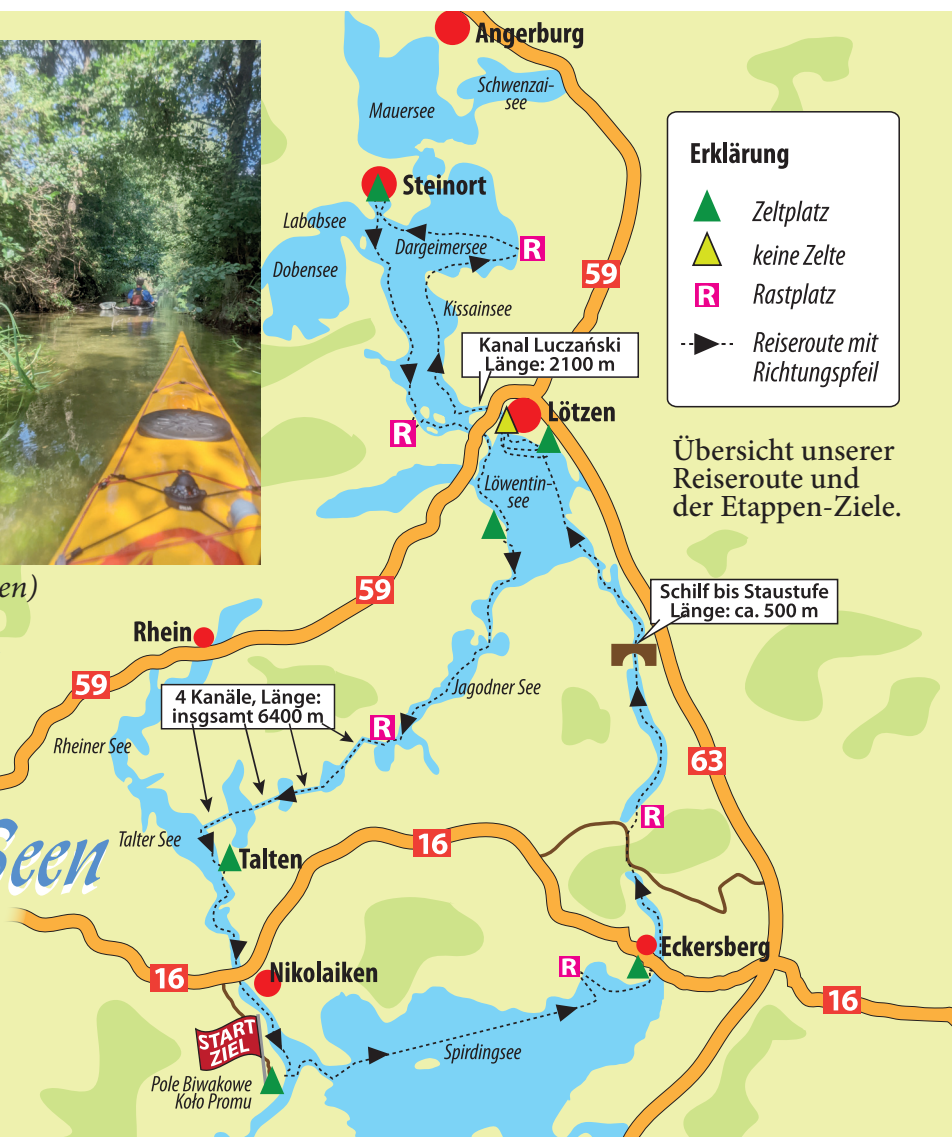 Angerburg
Schwenzai-
see
Mauersee
Steinort
Lababsee
Dargeimersee
R
Dobensee
59
Kissainsee
Kanal Luczański
Länge: 2100 m
R
Lötzen
Löwentin-
see
Erklärung
Zeltplatz
keine Zelte
R Rastplatz
Reiseroute mit
Richtungspfeil
Übersicht unserer
Reiseroute und
der Etappen-Ziele.
en)
59
Schilf bis Staustufe
Länge: ca. 500 m
Rhein
59
4 Kanäle, Länge:
insgsamt 6400 m
Jagodner See
R
Rheiner See
63
R
Seen
Talter See
16
Talten
Eckersberg
R
16
Nikolaiken
16
START
ZIEL
Spirdingsee
Pole Biwakowe
Koło Promu